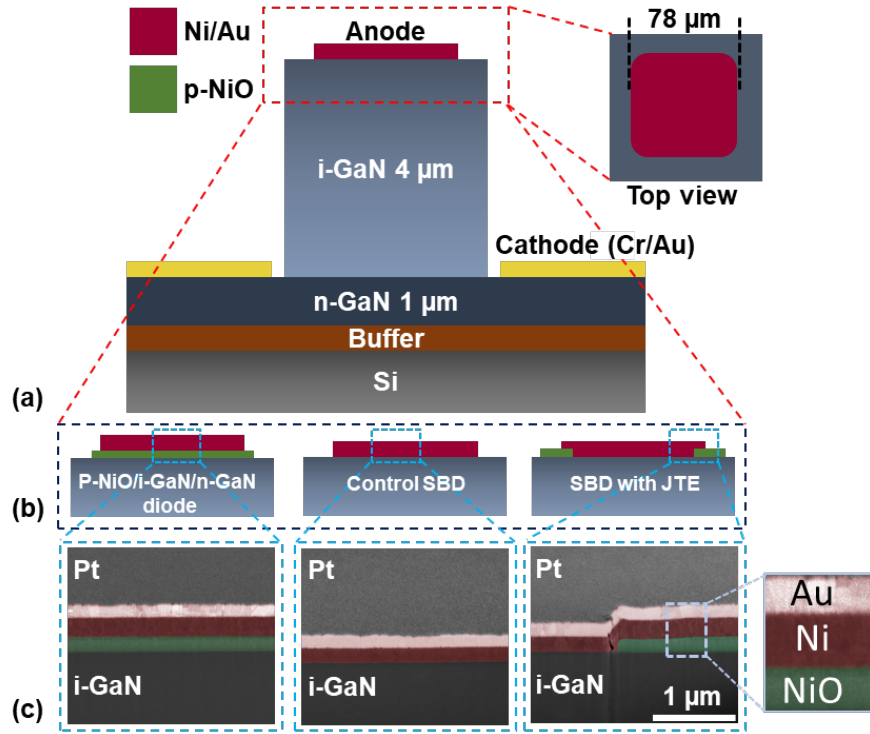 Ni/Au
p-NiO
Anode
78 μm
Top view
i-GaN 4 μm
Cathode (Cr/Au)
n-GaN 1 μm
Buffer
Si
(a)
P-NiO/i-GaN/n-GaN
diode
Control SBD
SBD with JTE
(b)
Pt
i-GaN
Pt
i-GaN
Pt
i-GaN
1 μm
Au
Ni
NiO
(c)